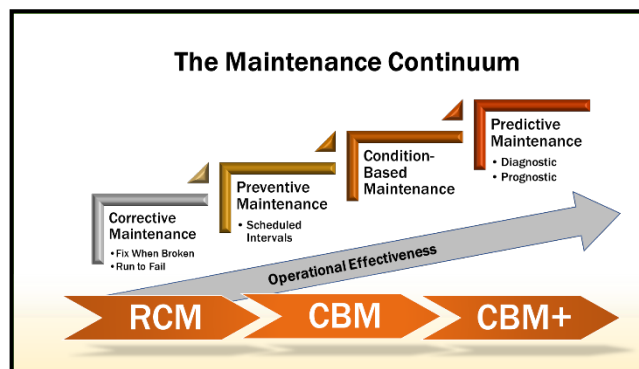 The Maintenance Continuum
Corrective
Maintenance
•Fix When Broken
•Run to Fail
Preventive
Maintenance
• Scheduled
Intervals
Condition-
Based
Maintenance
Predictive
Maintenance
• Diagnostic
• Prognostic
Operational Effectiveness
RCM
CBM
CBM+